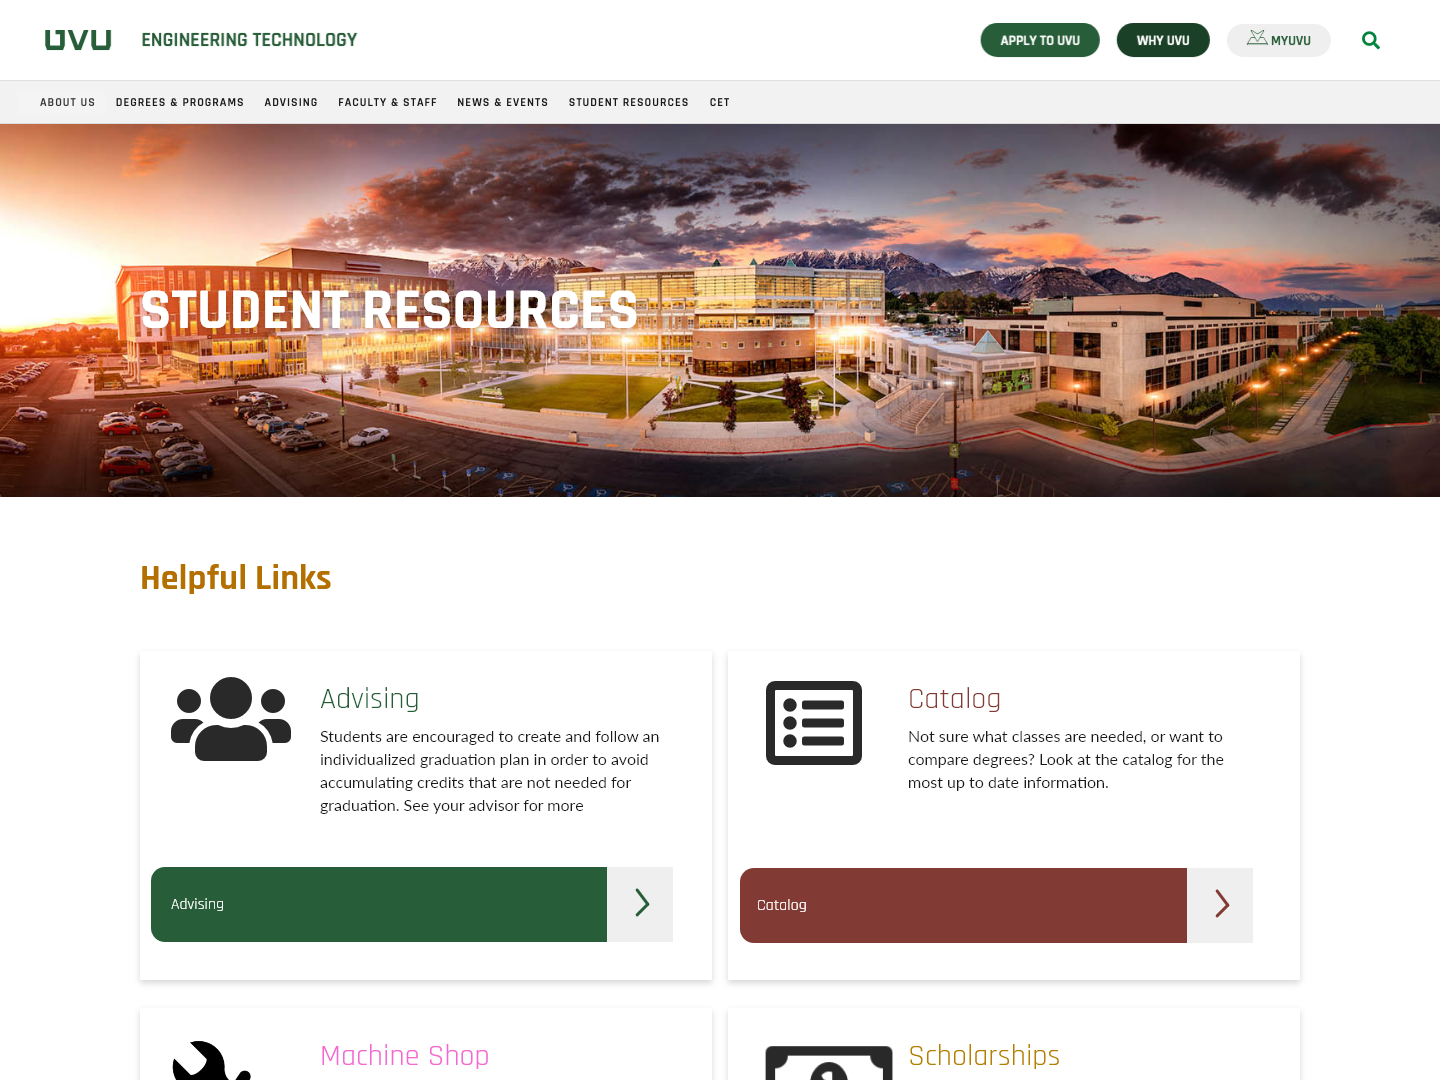 UVU ENGINEERING TECHNOLOGY APPLY TO UVU WHY UVU MYUVU
ABOUT US DEGREES & PROGRAMS ADVISING FACULTY & STAFF NEWS & EVENTS STUDENT RESOURCES CET
STUDENT RESOURCES
Helpful Links
Advising
Students are encouraged to create and follow an
individualized graduation plan in order to avoid
accumulating credits that are not needed for
graduation. See your advisor for more
Advising
Catalog
Not sure what classes are needed, or want to
compare degrees? Look at the catalog for the
most up to date information.
Catalog
Machine Shop
Scholarships